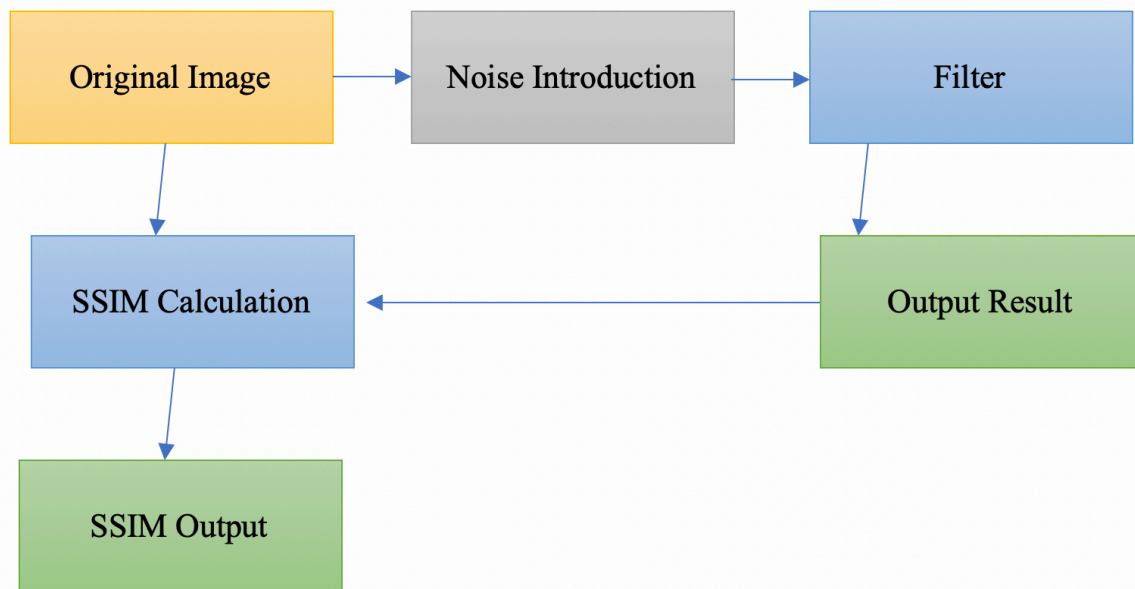 Original Image
Noise Introduction
Filter
SSIM Calculation
Output Result
SSIM Output